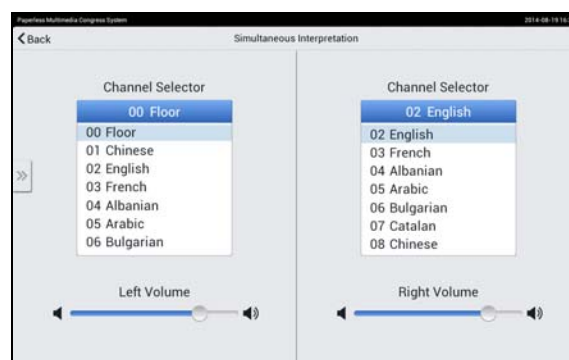 Paperless Multimedia Congress System 2014-08-19 16:
Back Simultaneous Interpretation
Channel Selector
00 Floor
00 Floor
01 Chinese
02 English
03 French
04 Albanian
05 Arabic
06 Bulgarian
Left Volume
Channel Selector
02 English
02 English
03 French
04 Albanian
05 Arabic
06 Bulgarian
07 Catalan
08 Chinese
Right Volume